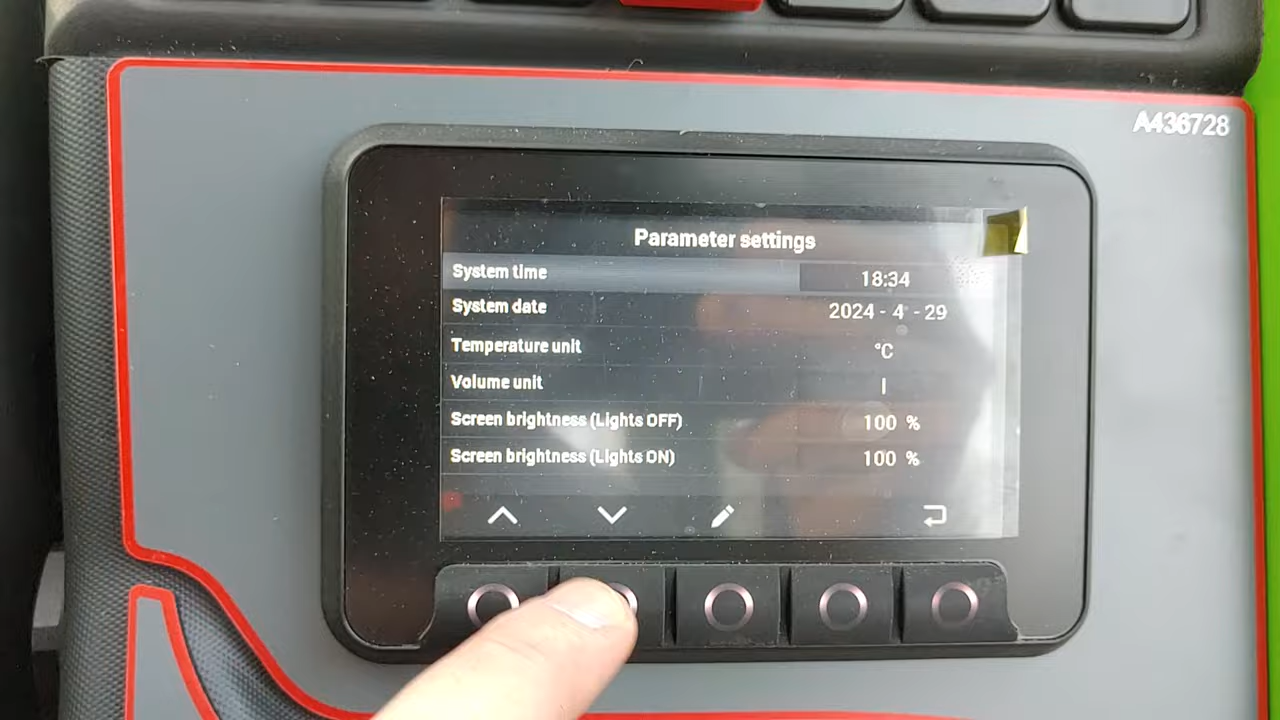 A436728
Parameter settings
System time 18:34
System date 2024 - 4 - 29
Temperature unit °C
Volume unit l
Screen brightness (Lights OFF) 100 %
Screen brightness (Lights ON) 100 %